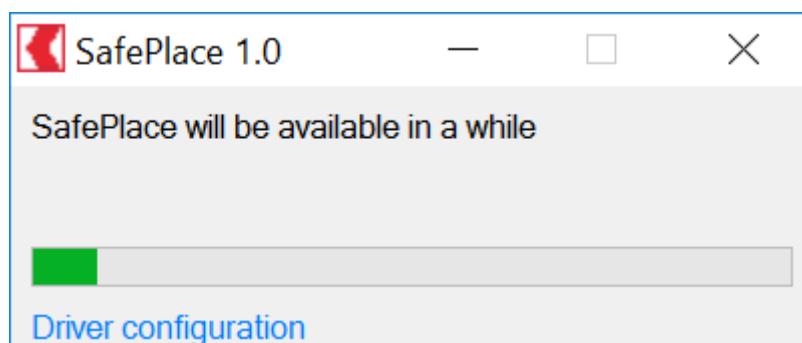 SafePlace 1.0
SafePlace will be available in a while
Driver configuration